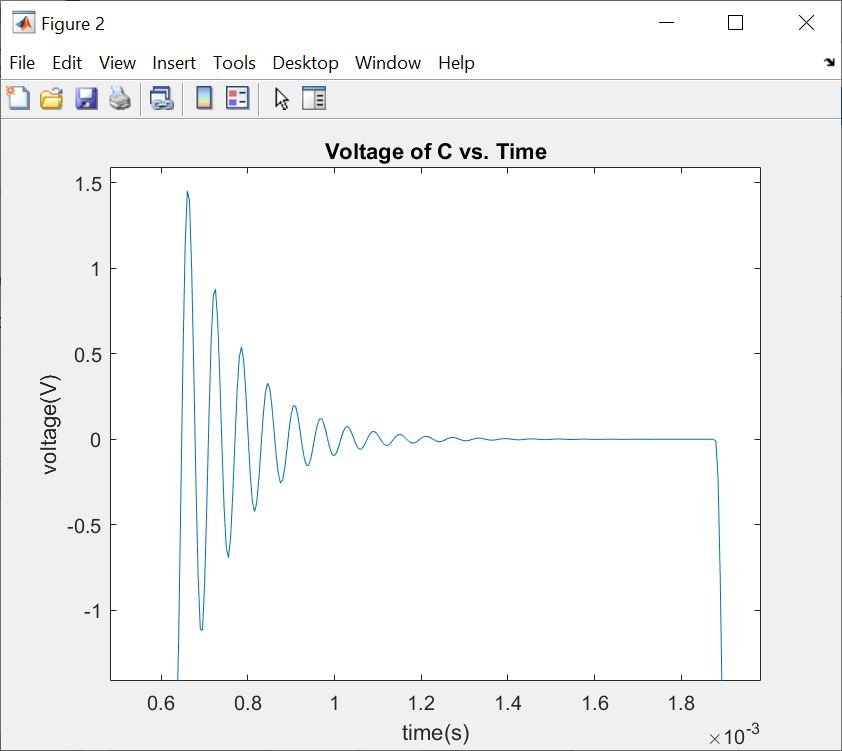 Figure 2
File Edit View Insert Tools Desktop Window Help
Voltage of C vs. Time
1.5
1
0.5
0
-0.5
-1
voltage(V)
0.6 0.8 1 1.2 1.4 1.6 1.8
time(s)
×10⁻³